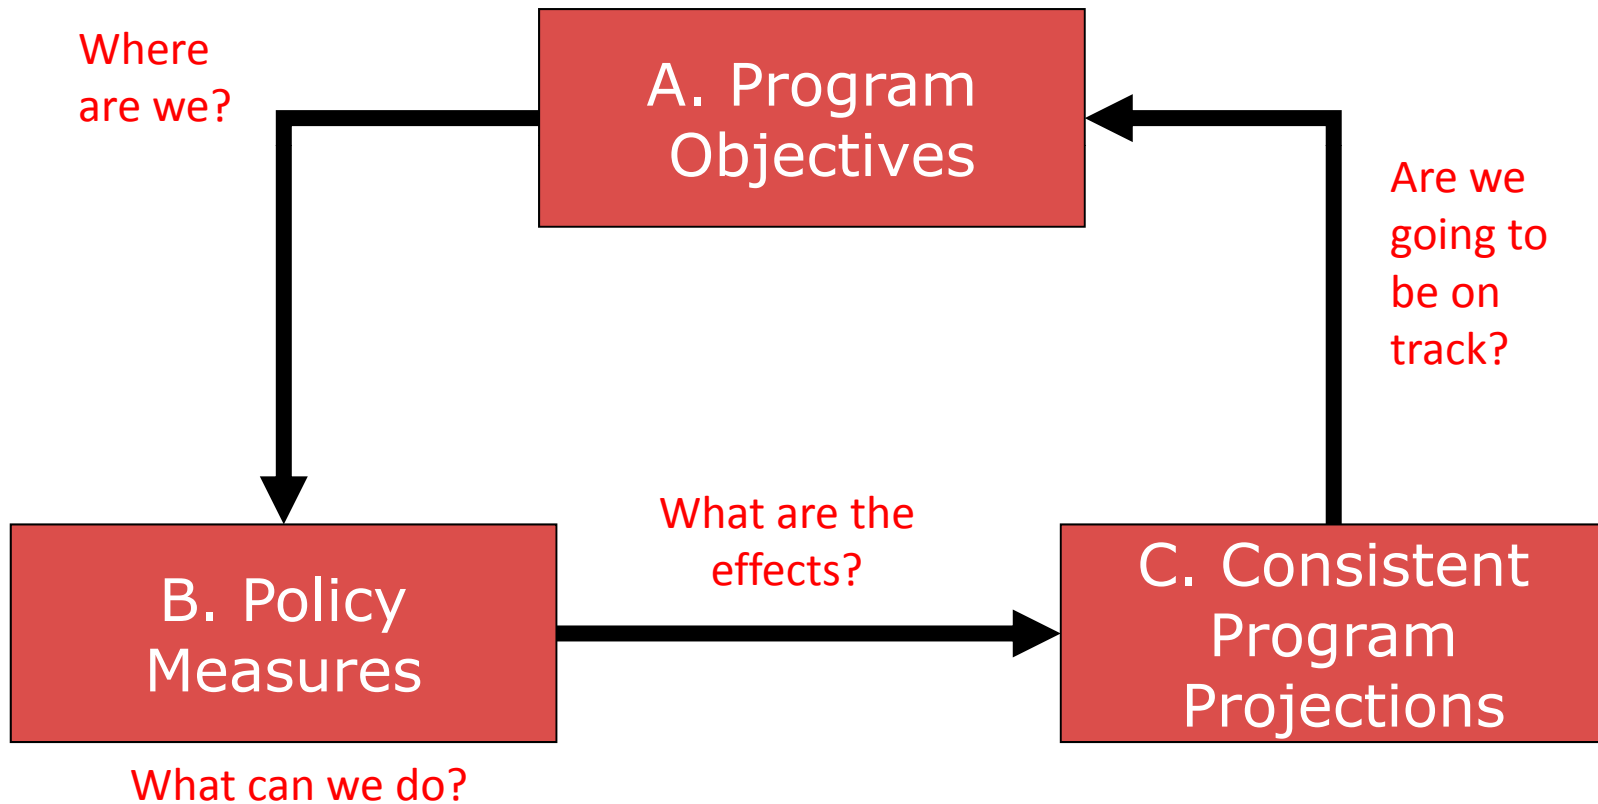 Where
are we?
A. Program
Objectives
Are we
going to
be on
track?
What are the
effects?
B. Policy
Measures
C. Consistent
Program
Projections
What can we do?